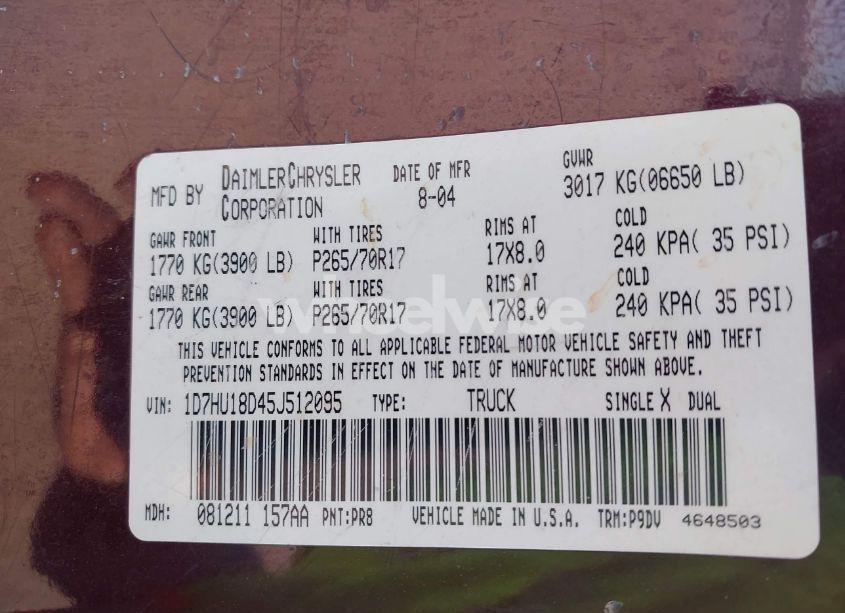 MFD BY DAIMLERCHRYSLER CORPORATION DATE OF MFR 8-04 GVWR 3017 KG(06650 LB)
GAWR FRONT WITH TIRES RIMS AT COLD
1770 KG(3900 LB) P265/70R17 17X8.0 240 KPA( 35 PSI)
GAWR REAR WITH TIRES RIMS AT COLD
1770 KG(3900 LB) P265/70R17 17X8.0 240 KPA( 35 PSI)
THIS VEHICLE CONFORMS TO ALL APPLICABLE FEDERAL MOTOR VEHICLE SAFETY AND THEFT
PREVENTION STANDARDS IN EFFECT ON THE DATE OF MANUFACTURE SHOWN ABOVE.
VIN: 1D7HU18D45J512095 TYPE: TRUCK SINGLE X DUAL
MDH: 081211 157AA PNT:PR8 VEHICLE MADE IN U.S.A. TRM:P9DV 4648503